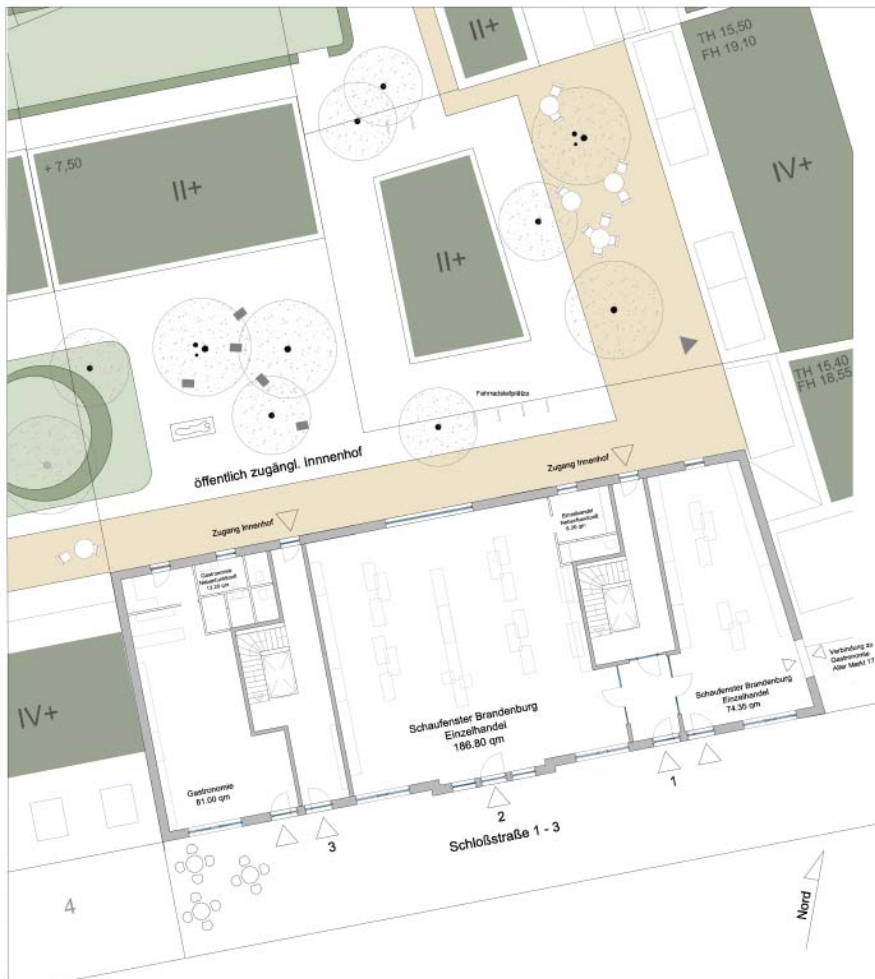 II+
TH 15,50
FH 19,10
+ 7,50
II+
IV+
II+
TH 15,40
FH 18,55
Fahrradstellplätze
öffentlich zugängl. Innnenhof
Zugang Innenhof
Zugang Innenhof
Einzelhandel
Nebenfunktion
Gastronomie
Nebenfunktion
13.20 qm
Verbindung zu
Gastronomie
Alter Markt 17
Schaufenster Brandenburg
Einzelhandel
74.35 qm
IV+
Schaufenster Brandenburg
Einzelhandel
186.80 qm
Gastronomie
81.00 qm
1
2
3
Schloßstraße 1 - 3
4
Nord